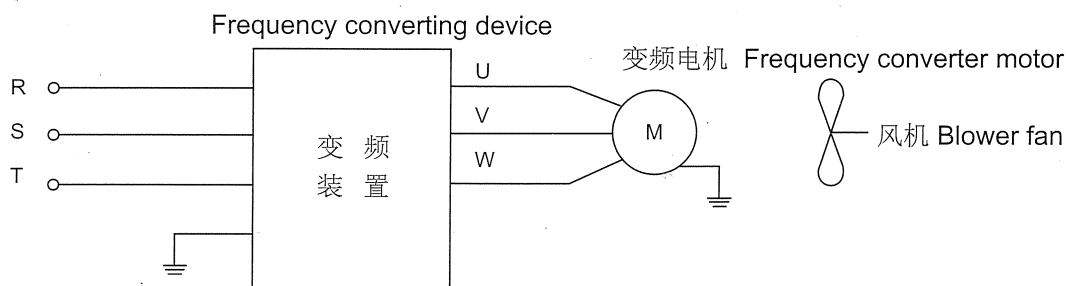 Frequency converting device
变频电机 Frequency converter motor
R
S
T
变 频
装 置
U
V
W
M
风机 Blower fan